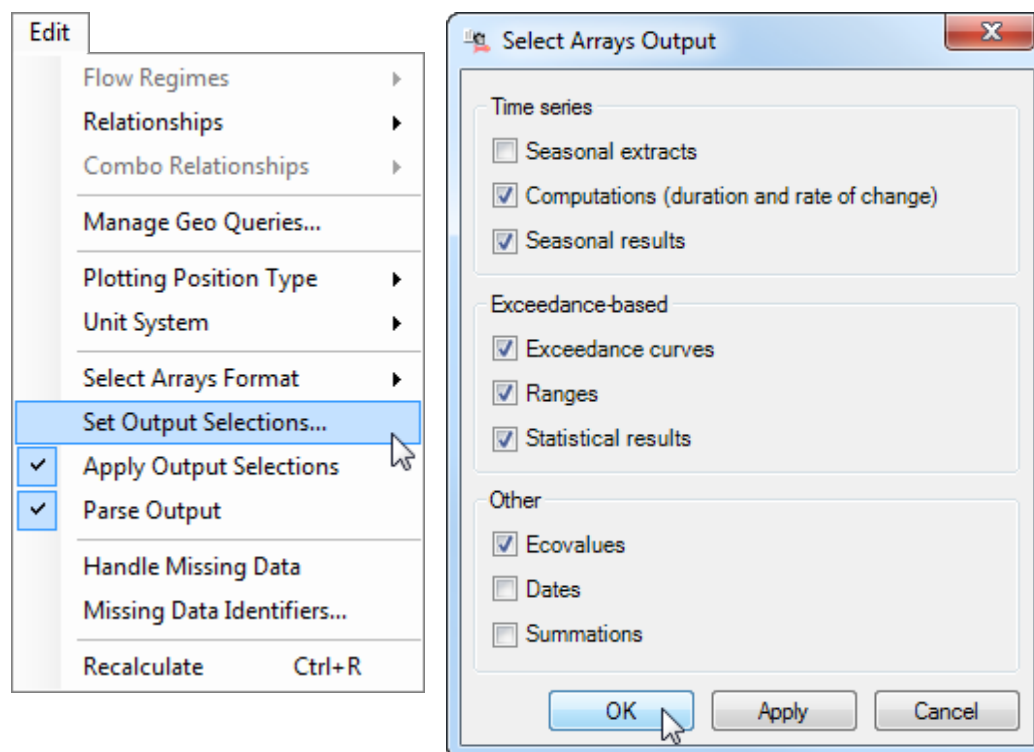 Edit
Flow Regimes
Relationships
Combo Relationships
Manage Geo Queries...
Plotting Position Type
Unit System
Select Arrays Format
Set Output Selections...
Apply Output Selections
Parse Output
Handle Missing Data
Missing Data Identifiers...
Recalculate Ctrl+R
Select Arrays Output
Time series
Seasonal extracts
Computations (duration and rate of change)
Seasonal results
Exceedance-based
Exceedance curves
Ranges
Statistical results
Other
Ecovalues
Dates
Summations
OK Apply Cancel